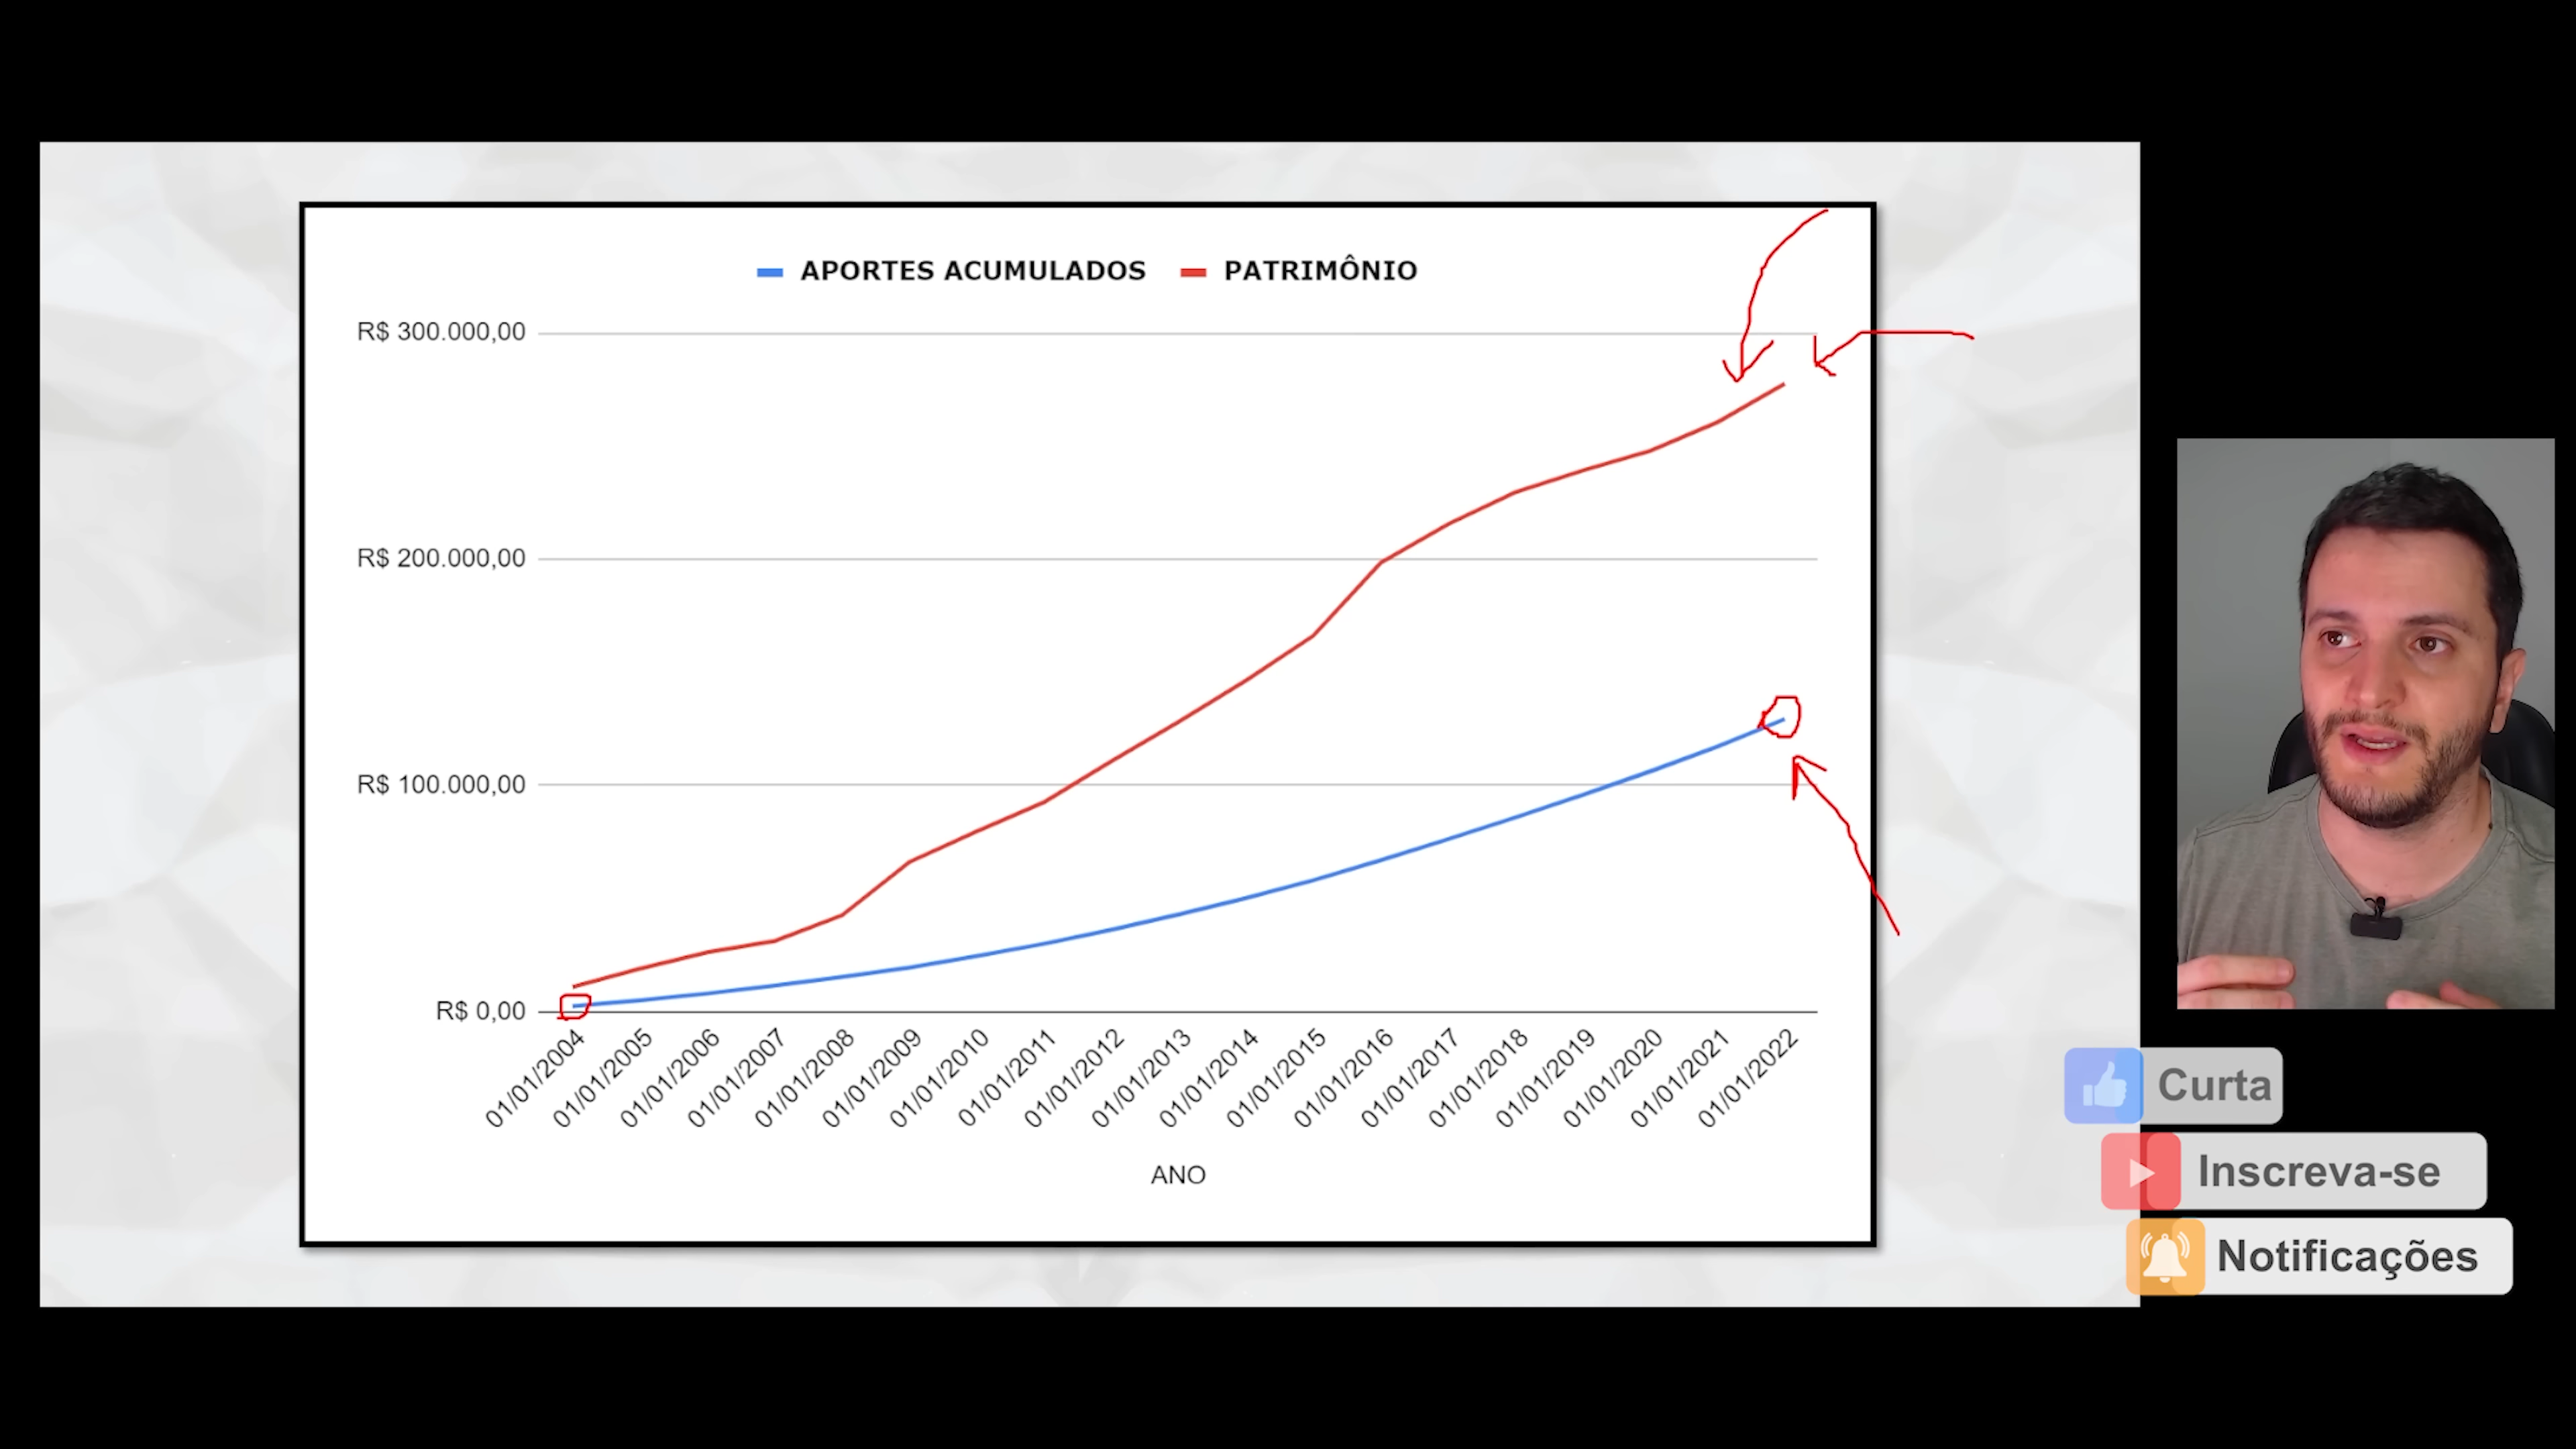 APORTES ACUMULADOS PATRIMÔNIO
R$ 300.000,00
R$ 200.000,00
R$ 100.000,00
R$ 0,00
01/01/2004 01/01/2005 01/01/2006 01/01/2007 01/01/2008 01/01/2009 01/01/2010 01/01/2011 01/01/2012 01/01/2013 01/01/2014 01/01/2015 01/01/2016 01/01/2017 01/01/2018 01/01/2019 01/01/2020 01/01/2021 01/01/2022
ANO
Curta
Inscreva-se
Notificações